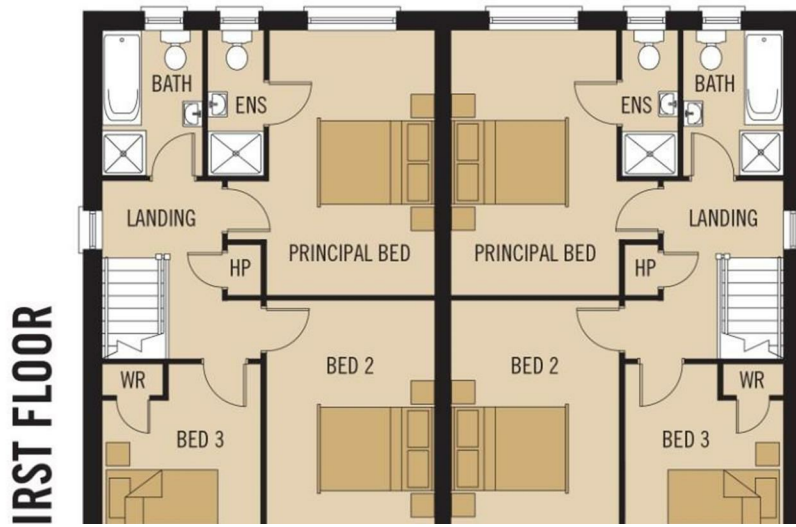 IRST FLOOR
BATH
ENS
ENS
BATH
LANDING
LANDING
PRINCIPAL BED
PRINCIPAL BED
HP
HP
BED 2
BED 2
WR
WR
BED 3
BED 3